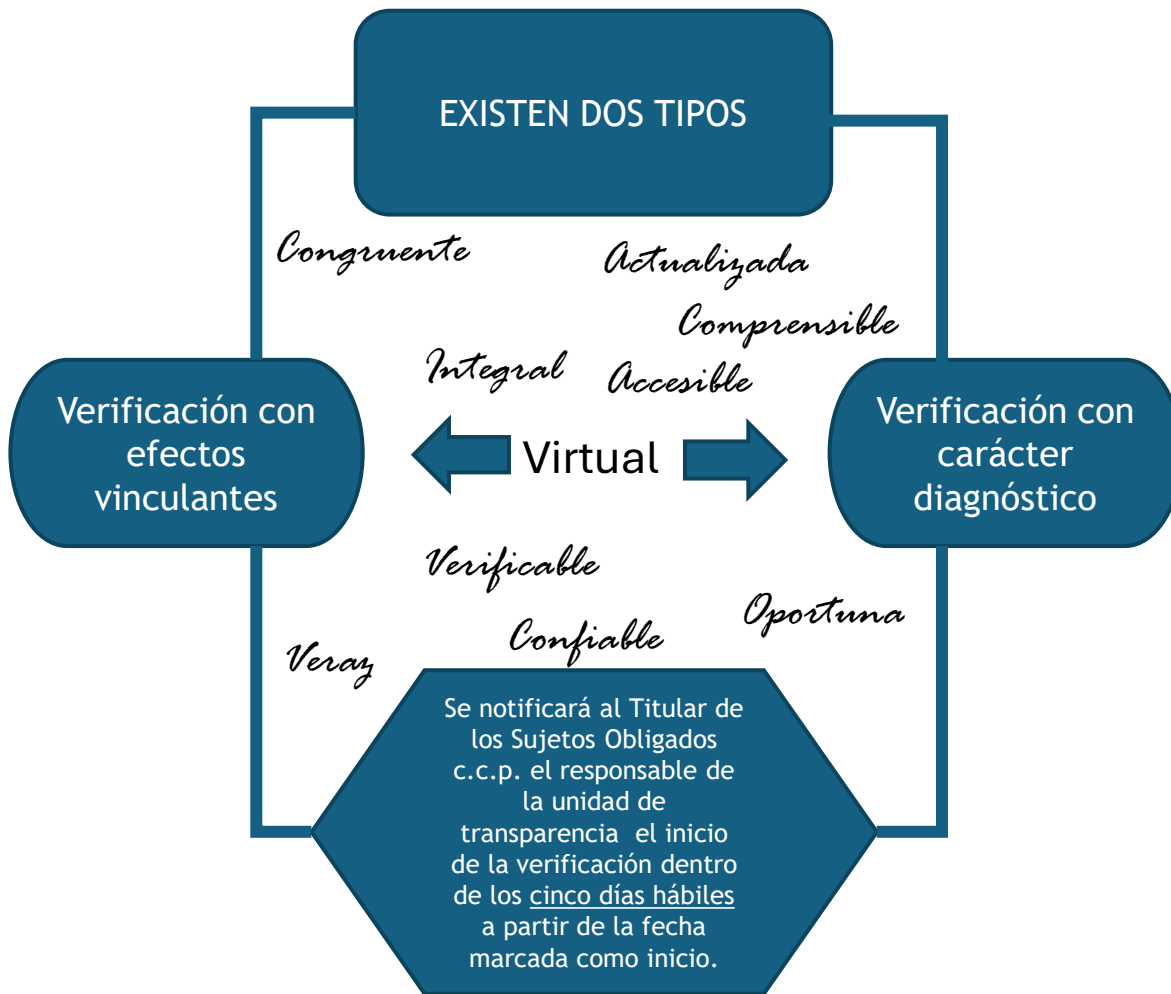 EXISTEN DOS TIPOS
Congruente
Actualizada
Comprensible
Integral
Accesible
Verificación con
efectos
vinculantes
Virtual
Verificación con
carácter
diagnóstico
Verificable
Oportuna
Confiable
Veraz
Se notificará al Titular de
los Sujetos Obligados
c.c.p. el responsable de
la unidad de
transparencia el inicio
de la verificación dentro
de los cinco días hábiles
a partir de la fecha
marcada como inicio.